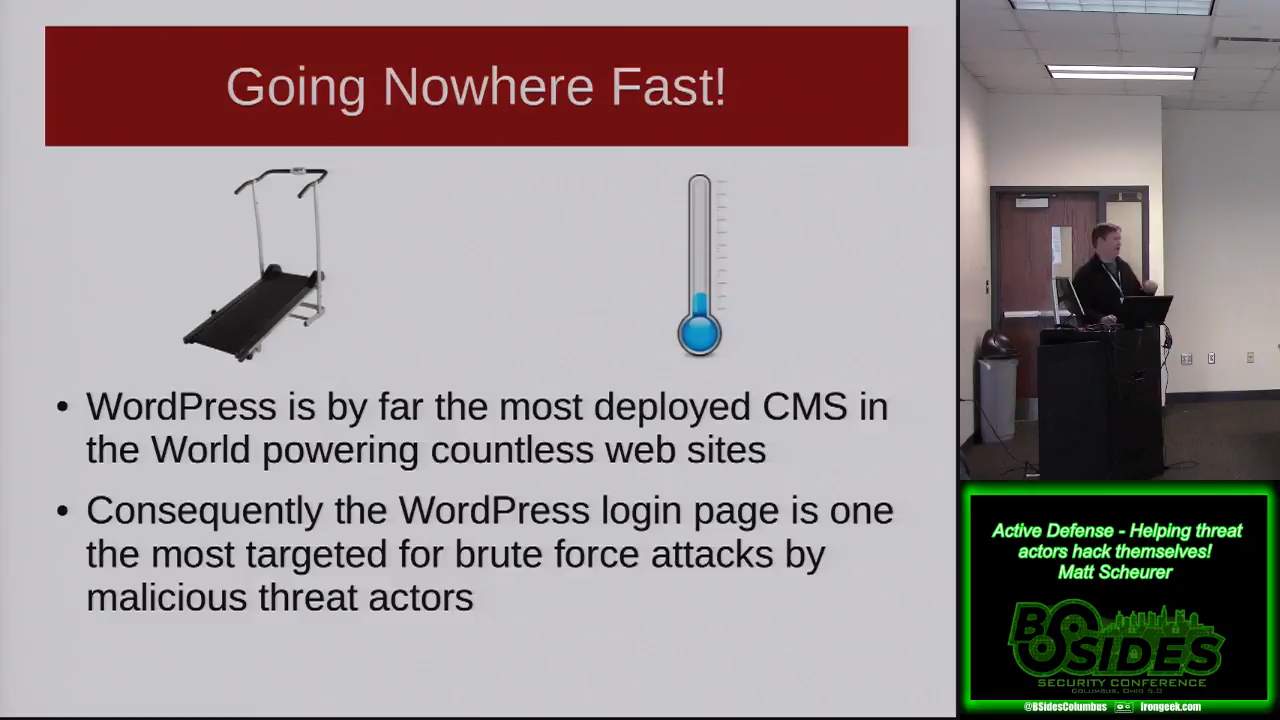 Going Nowhere Fast!
• WordPress is by far the most deployed CMS in
the World powering countless web sites
• Consequently the WordPress login page is one
the most targeted for brute force attacks by
malicious threat actors
Active Defense - Helping threat
actors hack themselves!
Matt Scheurer
BSIDES
SECURITY CONFERENCE
COLUMBUS, OHIO 5.0
@BSidesColumbus irongeek.com